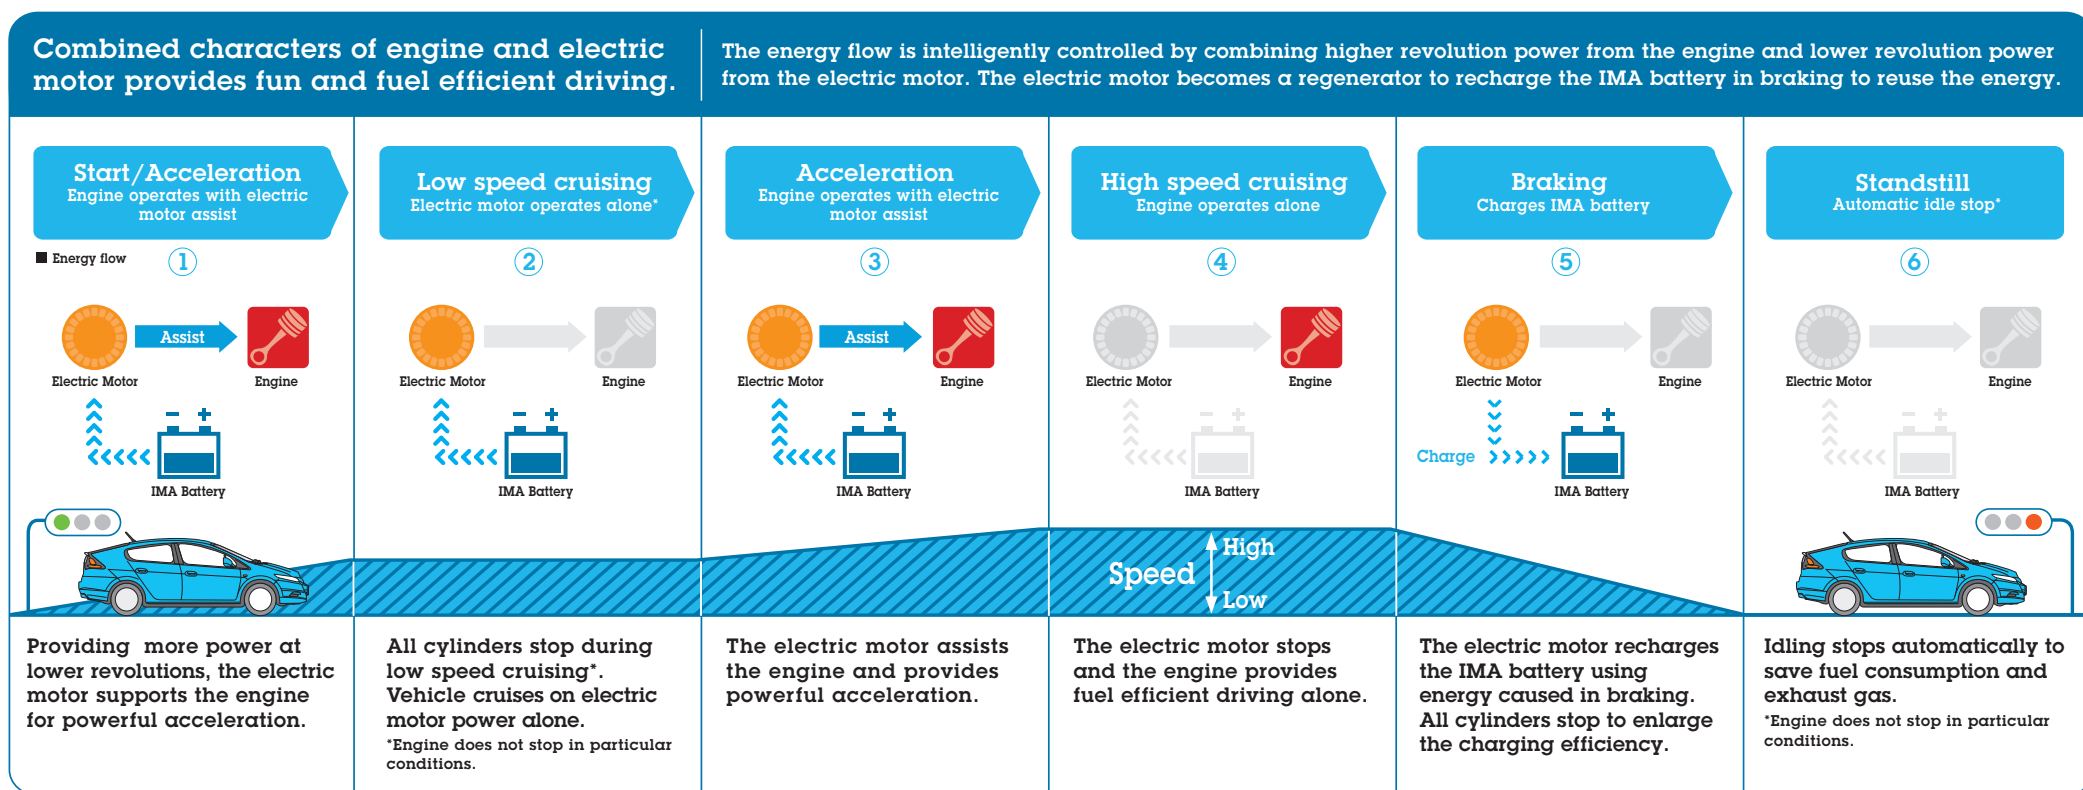 Combined characters of engine and electric
motor provides fun and fuel efficient driving.
The energy flow is intelligently controlled by combining higher revolution power from the engine and lower revolution power
from the electric motor. The electric motor becomes a regenerator to recharge the IMA battery in braking to reuse the energy.
Start/Acceleration
Engine operates with electric
motor assist
Energy flow
1
Assist
Electric Motor
Engine
- +
IMA Battery
Providing more power at
lower revolutions, the electric
motor supports the engine
for powerful acceleration.
Low speed cruising
Electric motor operates alone*
2
Electric Motor
Engine
- +
IMA Battery
All cylinders stop during
low speed cruising*.
Vehicle cruises on electric
motor power alone.
*Engine does not stop in particular
conditions.
Acceleration
Engine operates with electric
motor assist
3
Assist
Electric Motor
Engine
- +
IMA Battery
The electric motor assists
the engine and provides
powerful acceleration.
High speed cruising
Engine operates alone
4
Electric Motor
Engine
- +
IMA Battery
High
Speed
Low
The electric motor stops
and the engine provides
fuel efficient driving alone.
Braking
Charges IMA battery
5
Electric Motor
Engine
- +
Charge
IMA Battery
The electric motor recharges
the IMA battery using
energy caused in braking.
All cylinders stop to enlarge
the charging efficiency.
Standstill
Automatic idle stop*
6
Electric Motor
Engine
- +
IMA Battery
Idling stops automatically to
save fuel consumption and
exhaust gas.
*Engine does not stop in particular
conditions.